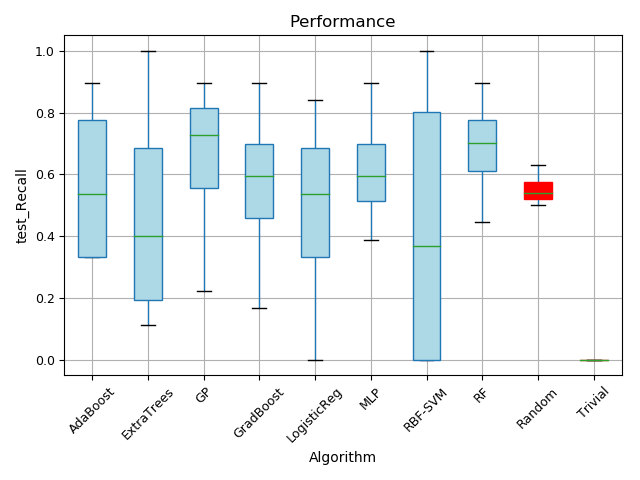 Performance
1.0
0.8
0.6
0.4
0.2
0.0
test_Recall
AdaBoost
ExtraTrees
GP
GradBoost
LogisticReg
MLP
RBF-SVM
RF
Random
Trivial
Algorithm